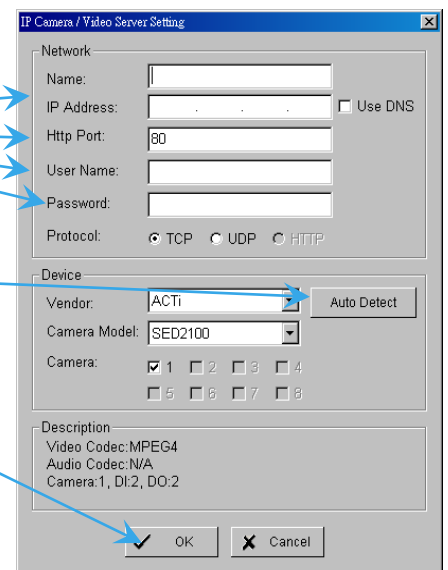 IP Camera / Video Server Setting
Network
Name:
IP Address: . . . Use DNS
Http Port: 80
User Name:
Password:
Protocol: TCP UDP HTTP
Device
Vendor: ACTi Auto Detect
Camera Model: SED2100
Camera: 1 2 3 4
5 6 7 8
Description
Video Codec:MPEG4
Audio Codec:N/A
Camera:1, DI:2, DO:2
OK Cancel